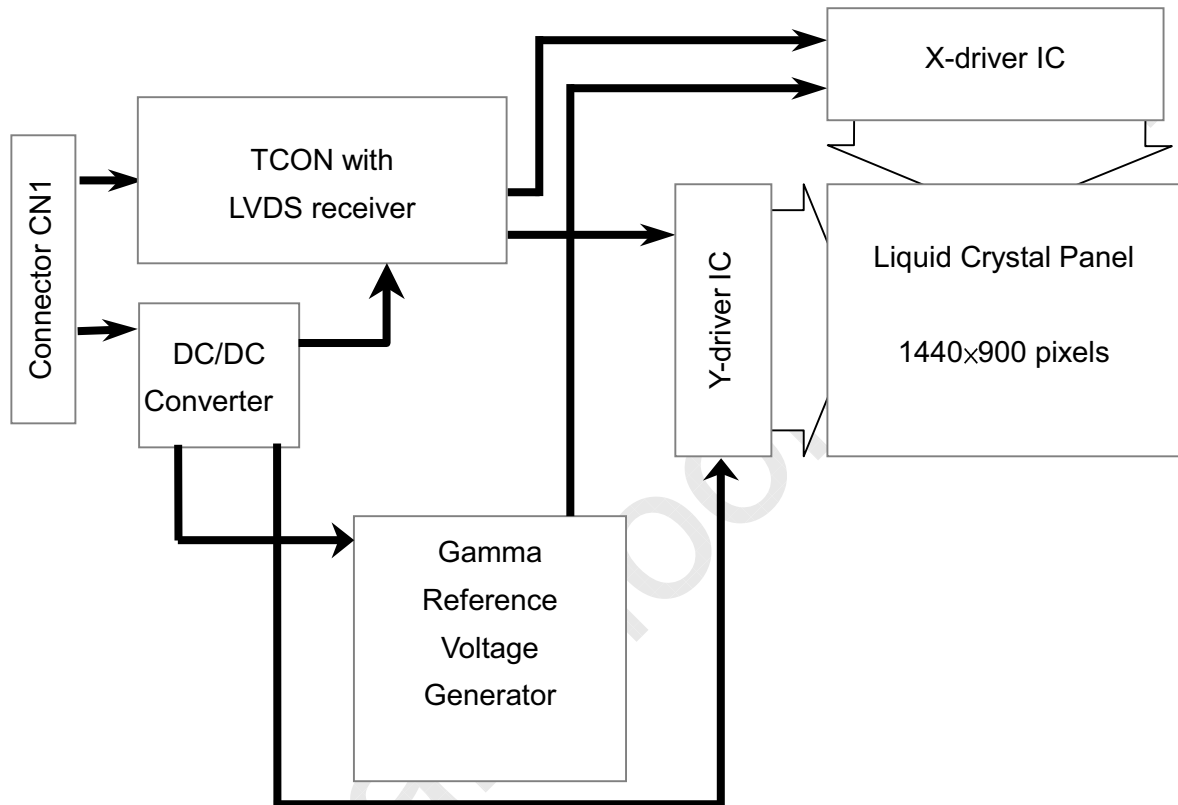 X-driver IC
TCON with
LVDS receiver
Connector CN1
Y-driver IC
Liquid Crystal Panel
1440×900 pixels
DC/DC
Converter
Gamma
Reference
Voltage
Generator